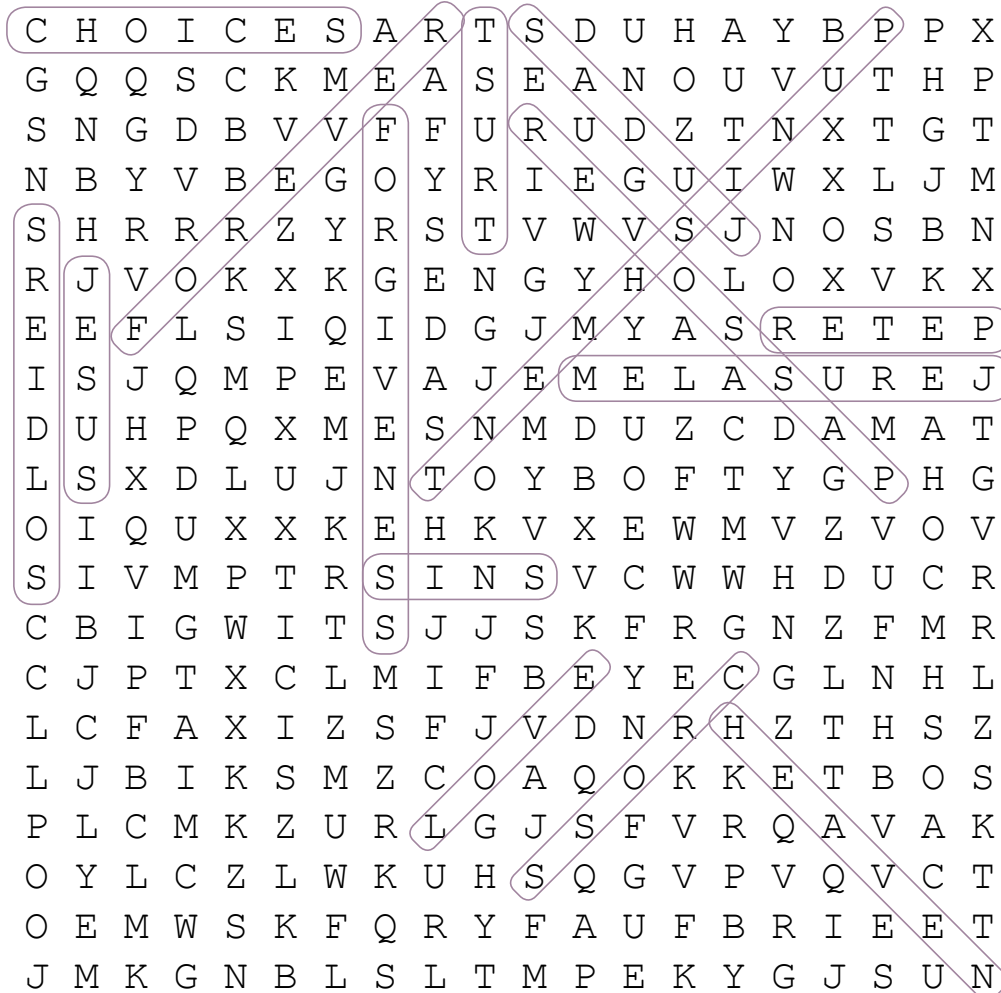 C H O I C E S A R T S D U H A Y B P P X
G Q Q S C K M E A S E A N O U V U T H P
S N G D B V V F F U R U D Z T N X T G T
N B Y V B E G O Y R I E G U I W X L J M
S H R R R Z Y R S T V W V S J N O S B N
R J V O K X K G E N G Y H O L O X V K X
E E F L S I Q I D G J M Y A S R E T E P
I S J Q M P E V A J E M E L A S U R E J
D U H P Q X M E S N M D U Z C D A M A T
L S X D L U J N T O Y B O F T Y G P H G
O I Q U X X K E H K V X E W M V Z V O V
S I V M P T R S I N S V C W W H D U C R
C B I G W I T S J J S K F R G N Z F M R
C J P T X C L M I F B E Y E C G L N H L
L C F A X I Z S F J V D N R H Z T H S Z
L J B I K S M Z C O A Q O K K E T B O S
P L C M K Z U R L G J S F V R Q A V A K
O Y L C Z L W K U H S Q G V P V Q V C T
O E M W S K F Q R Y F A U F B R I E E T
J M K G N B L S L T M P E K Y G J S U N